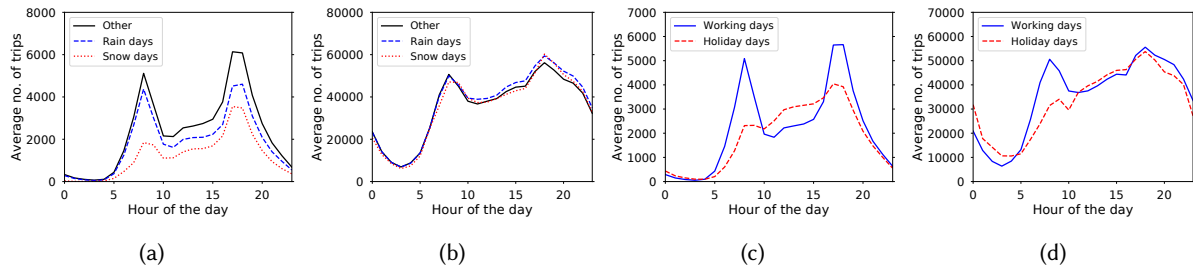 8000
6000
4000
2000
0
Average no. of trips
Other
Rain days
Snow days
0 5 10 15 20
Hour of the day
(a)
80000
60000
40000
20000
0
Average no. of trips
Other
Rain days
Snow days
0 5 10 15 20
Hour of the day
(b)
7000
6000
5000
4000
3000
2000
1000
0
Average no. of trips
Working days
Holiday days
0 5 10 15 20
Hour of the day
(c)
70000
60000
50000
40000
30000
20000
10000
0
Average no. of trips
Working days
Holiday days
0 5 10 15 20
Hour of the day
(d)